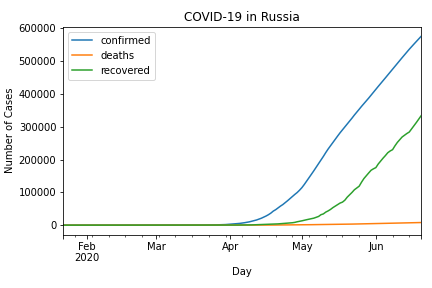 COVID-19 in Russia
600000
500000
400000
300000
200000
100000
0
Number of Cases
confirmed
deaths
recovered
Feb
2020
Mar
Apr
May
Jun
Day